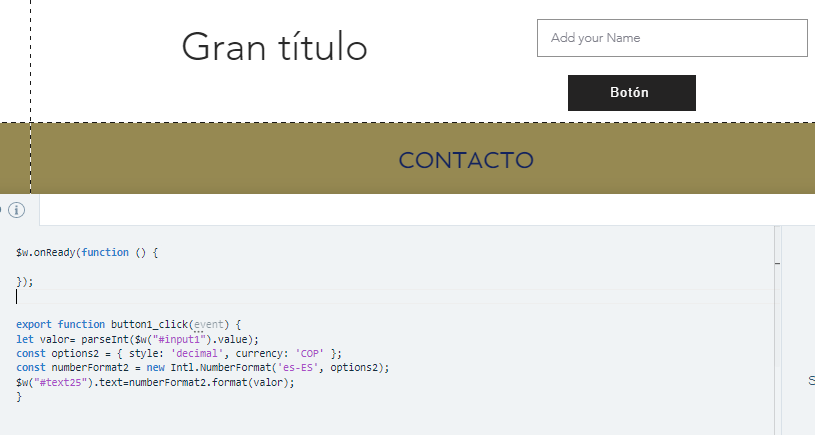 Gran título
Add your Name
Botón
CONTACTO
$w.onReady(function () {
});
export function button1_click(event) {
let valor= parseInt($w("#input1").value);
const options2 = { style: 'decimal', currency: 'COP' };
const numberFormat2 = new Intl.NumberFormat('es-ES', options2);
$w("#text25").text=numberFormat2.format(valor);
}